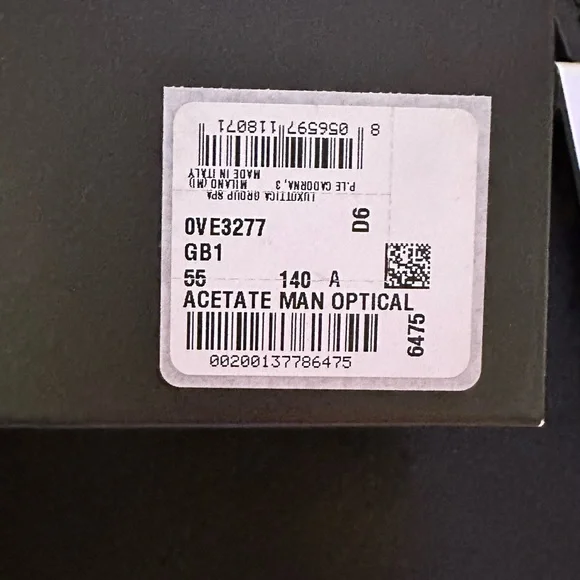 8 056597 118071
LUXOTTICA GROUP SPA
P.LE CADORNA, 3 MILANO (MI)
MADE IN ITALY
0VE3277
D6
GB1
55 140 A
ACETATE MAN OPTICAL
00200137786475
6475